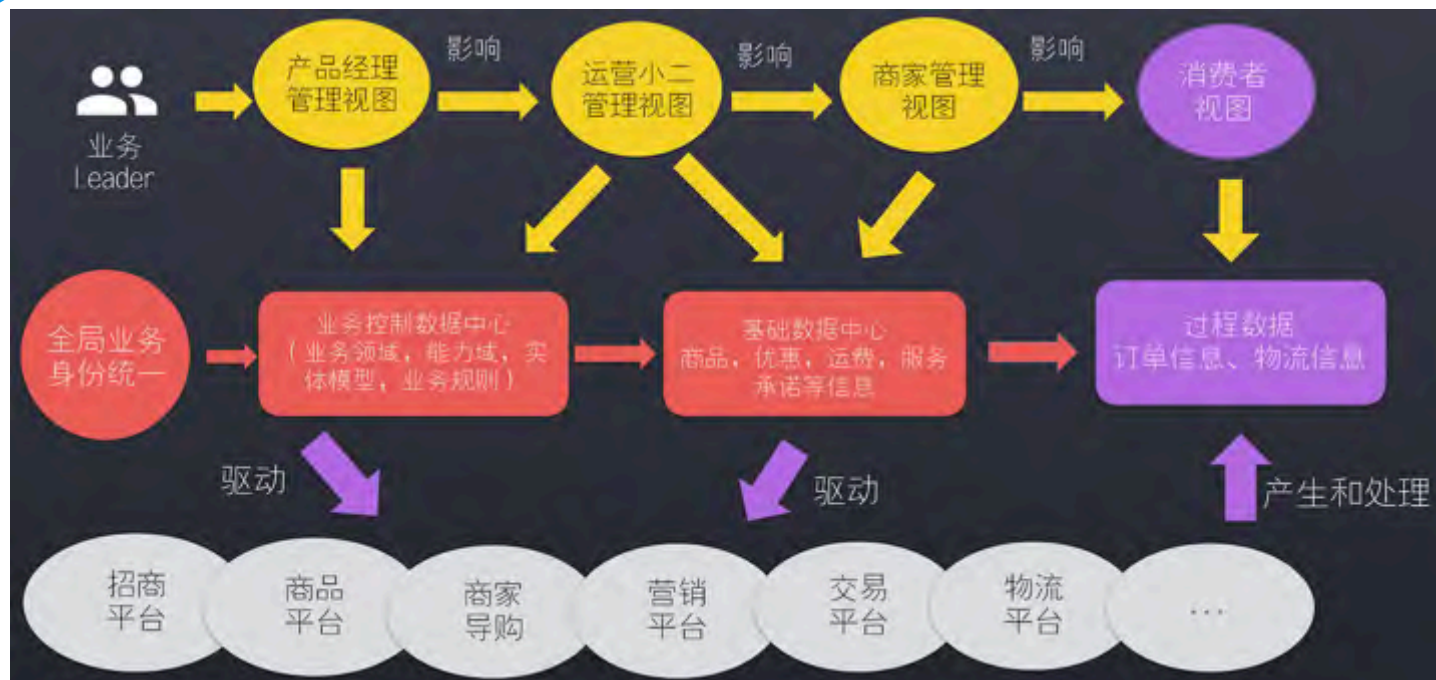 影响
影响
影响
产品经理
管理视图
运营小二
管理视图
商家管理
视图
消费者
视图
业务
Leader
全局业务
身份统一
业务控制数据中心
（业务领域，能力域，实
体模型，业务规则）
基础数据中心
商品，优惠，运费，服务
承诺等信息
过程数据
订单信息、物流信息
驱动
驱动
产生和处理
招商
平台
商品
平台
商家
导购
营销
平台
交易
平台
物流
平台
...